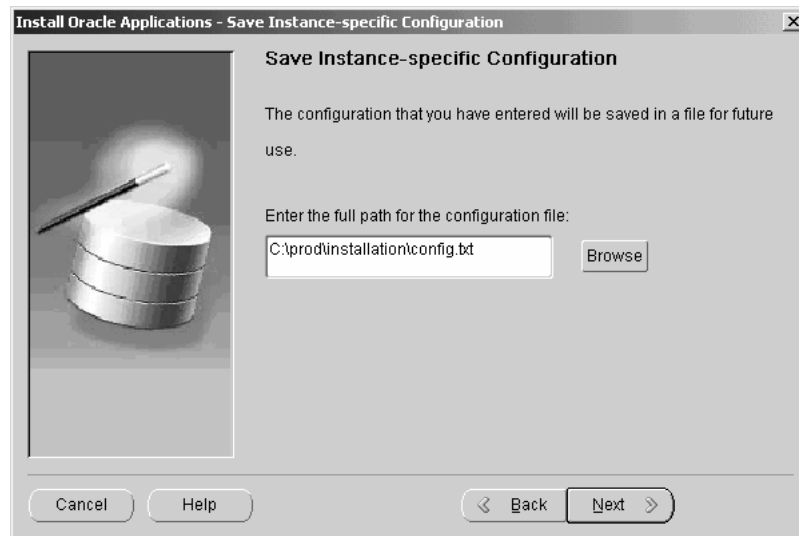 Install Oracle Applications - Save Instance-specific Configuration
Save Instance-specific Configuration
The configuration that you have entered will be saved in a file for future
use.
Enter the full path for the configuration file:
C:\prod\installation\config.txt
Browse
Cancel
Help
Back
Next